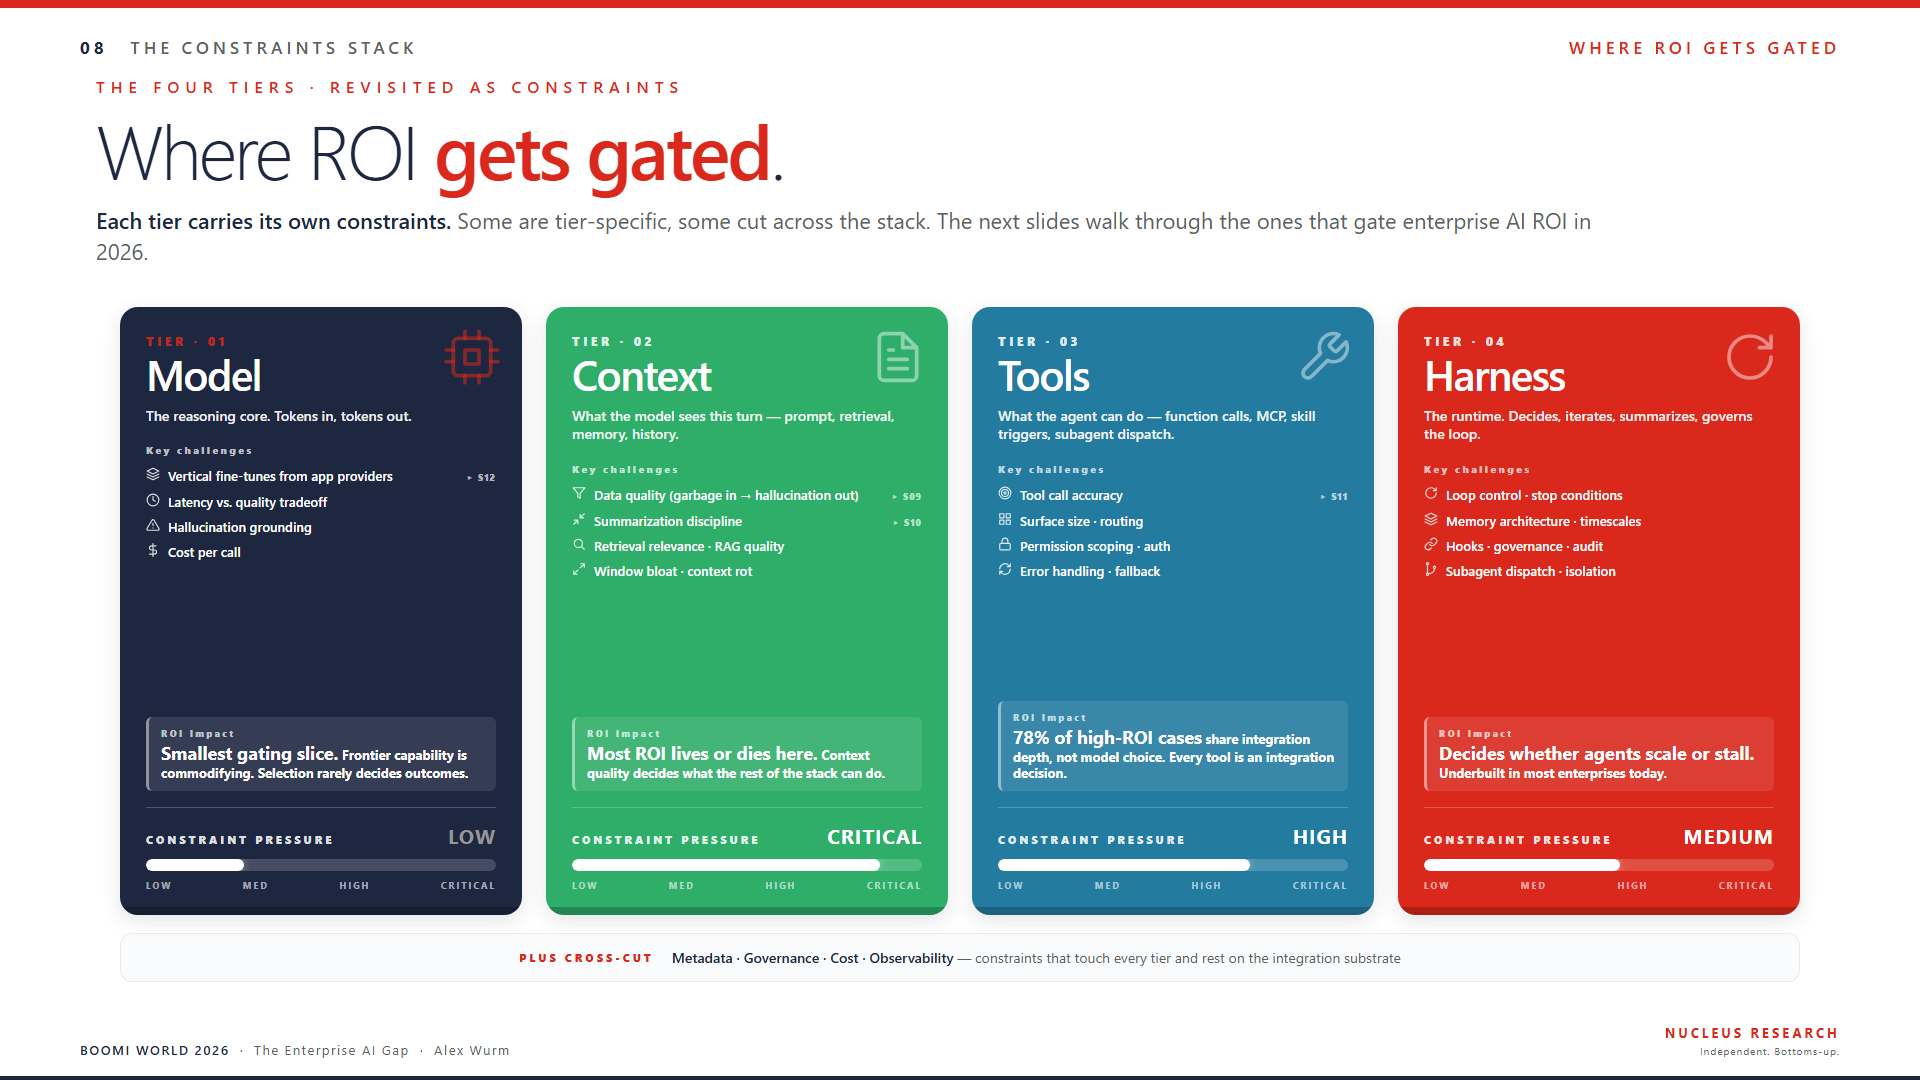 08 THE CONSTRAINTS STACK
WHERE ROI GETS GATED
THE FOUR TIERS · REVISITED AS CONSTRAINTS
Where ROI gets gated.
Each tier carries its own constraints. Some are tier-specific, some cut across the stack. The next slides walk through the ones that gate enterprise AI ROI in
2026.
TIER · 01
Model
The reasoning core. Tokens in, tokens out.
Key challenges
Vertical fine-tunes from app providers ▸ S12
Latency vs. quality tradeoff
Hallucination grounding
Cost per call
ROI Impact
Smallest gating slice. Frontier capability is
commodifying. Selection rarely decides outcomes.
CONSTRAINT PRESSURE LOW
LOW MED HIGH CRITICAL
TIER · 02
Context
What the model sees this turn — prompt, retrieval,
memory, history.
Key challenges
Data quality (garbage in → hallucination out) ▸ S09
Summarization discipline ▸ S10
Retrieval relevance · RAG quality
Window bloat · context rot
ROI Impact
Most ROI lives or dies here. Context
quality decides what the rest of the stack can do.
CONSTRAINT PRESSURE CRITICAL
LOW MED HIGH CRITICAL
TIER · 03
Tools
What the agent can do — function calls, MCP, skill
triggers, subagent dispatch.
Key challenges
Tool call accuracy ▸ S11
Surface size · routing
Permission scoping · auth
Error handling · fallback
ROI Impact
78% of high-ROI cases share integration
depth, not model choice. Every tool is an integration
decision.
CONSTRAINT PRESSURE HIGH
LOW MED HIGH CRITICAL
TIER · 04
Harness
The runtime. Decides, iterates, summarizes, governs
the loop.
Key challenges
Loop control · stop conditions
Memory architecture · timescales
Hooks · governance · audit
Subagent dispatch · isolation
ROI Impact
Decides whether agents scale or stall.
Underbuilt in most enterprises today.
CONSTRAINT PRESSURE MEDIUM
LOW MED HIGH CRITICAL
PLUS CROSS-CUT Metadata · Governance · Cost · Observability — constraints that touch every tier and rest on the integration substrate
BOOMI WORLD 2026 · The Enterprise AI Gap · Alex Wurm
NUCLEUS RESEARCH
Independent. Bottoms-up.